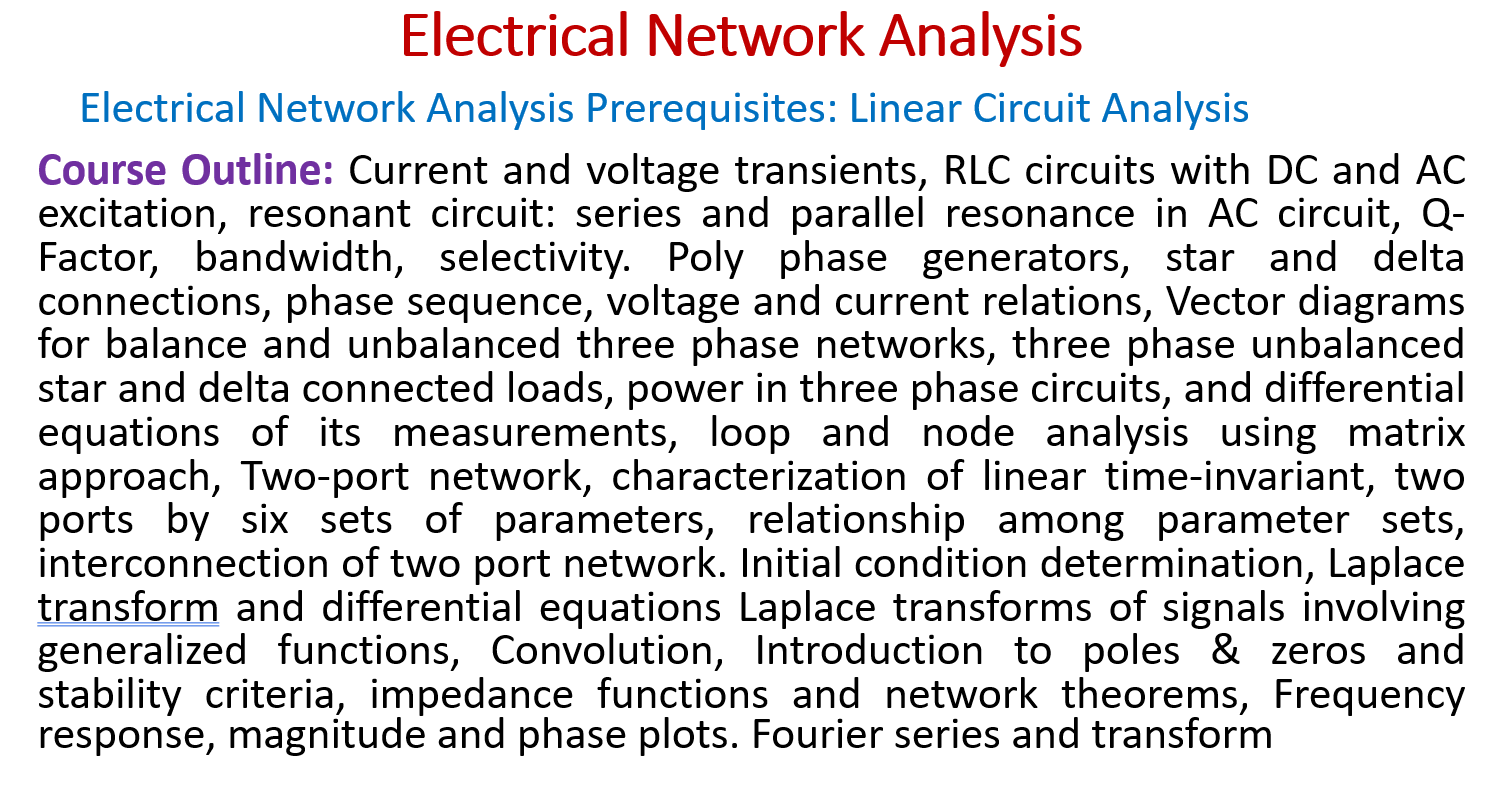 Electrical Network Analysis
Electrical Network Analysis Prerequisites: Linear Circuit Analysis
Course Outline: Current and voltage transients, RLC circuits with DC and AC
excitation, resonant circuit: series and parallel resonance in AC circuit, Q-
Factor, bandwidth, selectivity. Poly phase generators, star and delta
connections, phase sequence, voltage and current relations, Vector diagrams
for balance and unbalanced three phase networks, three phase unbalanced
star and delta connected loads, power in three phase circuits, and differential
equations of its measurements, loop and node analysis using matrix
approach, Two-port network, characterization of linear time-invariant, two
ports by six sets of parameters, relationship among parameter sets,
interconnection of two port network. Initial condition determination, Laplace
transform and differential equations Laplace transforms of signals involving
generalized functions, Convolution, Introduction to poles & zeros and
stability criteria, impedance functions and network theorems, Frequency
response, magnitude and phase plots. Fourier series and transform